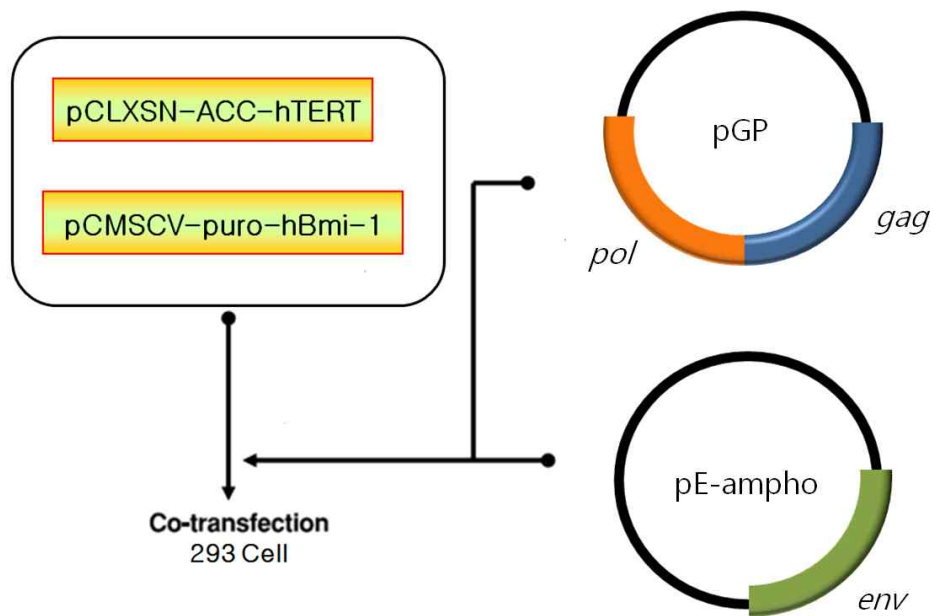 pCLXSN-ACC-hTERT
pCMSCV-puro-hBmi-1
pGP
pol
gag
pE-ampho
env
Co-transfection
293 Cell